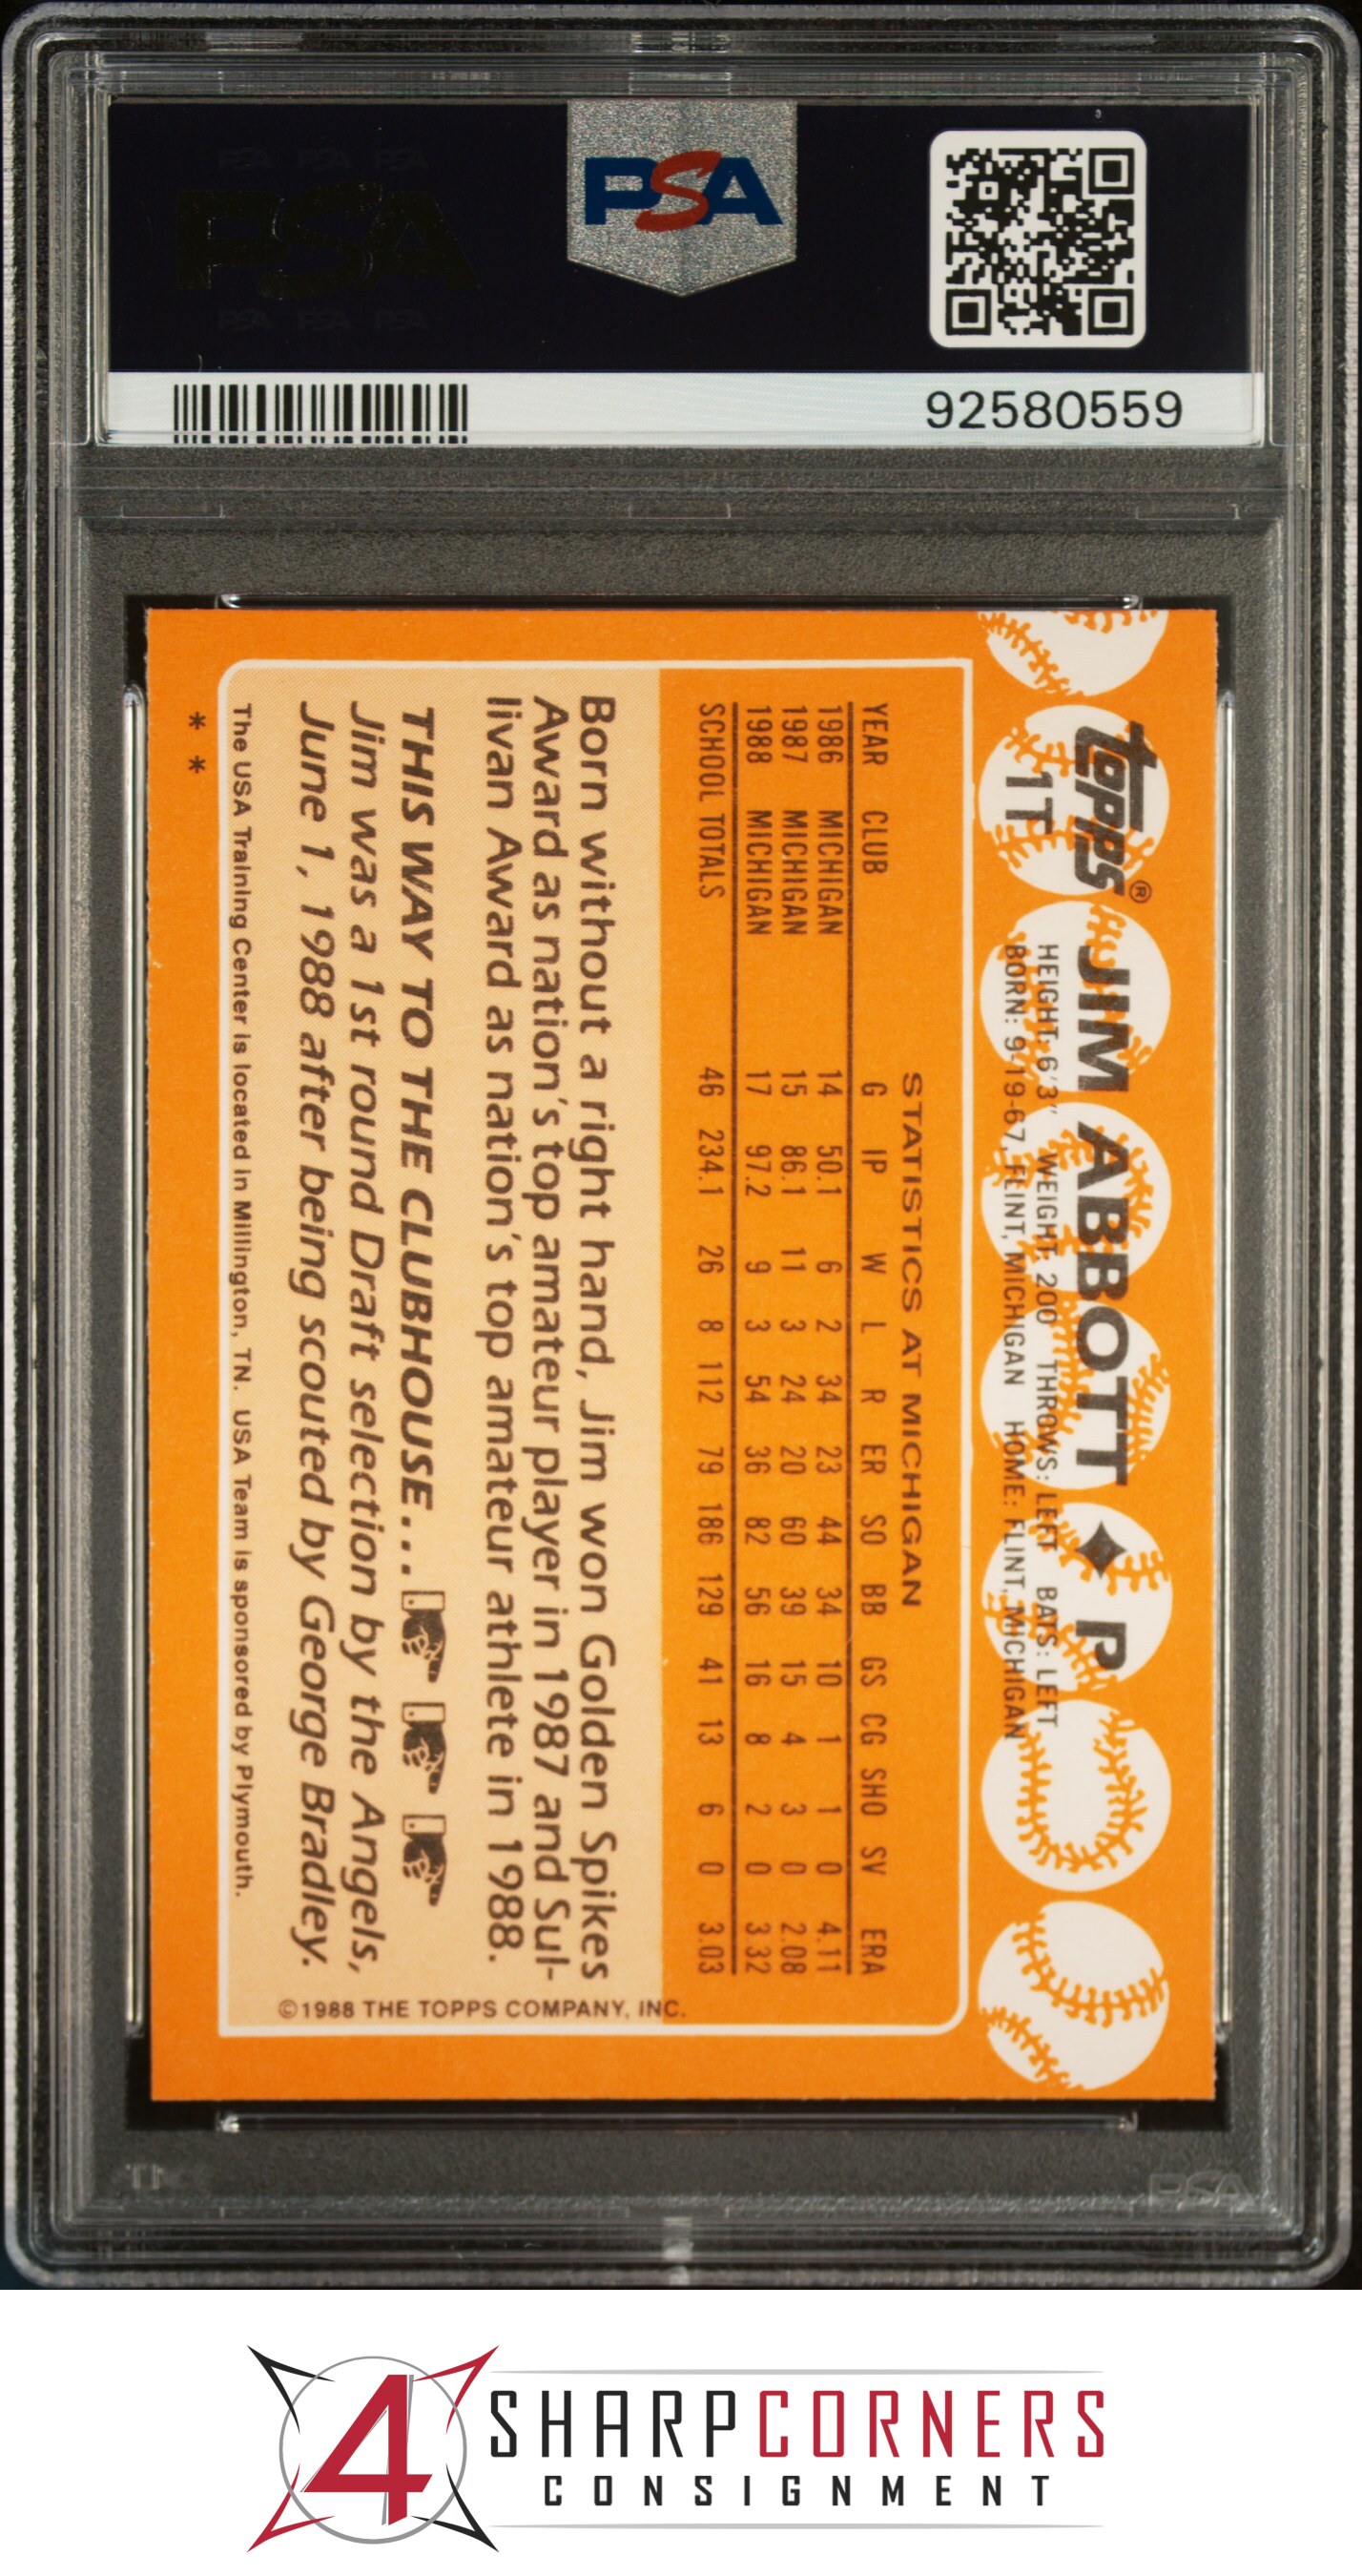 PSA PSA PSA
PSA
PSA PSA PSA
PSA
92580559
topps®
1T
JIM ABBOTT ◆ P
HEIGHT: 6'3" WEIGHT: 200 THROWS: LEFT BATS: LEFT
BORN: 9-19-67, FLINT, MICHIGAN HOME: FLINT, MICHIGAN
STATISTICS AT MICHIGAN
YEAR CLUB G IP W L R ER SO BB GS CG SHO SV ERA
1986 MICHIGAN 14 50.1 6 2 34 23 44 34 10 1 1 0 4.11
1987 MICHIGAN 15 86.1 11 3 24 20 60 39 15 4 3 0 2.08
1988 MICHIGAN 17 97.2 9 3 54 36 82 56 16 8 2 0 3.32
SCHOOL TOTALS 46 234.1 26 8 112 79 186 129 41 13 6 0 3.03
Born without a right hand, Jim won Golden Spikes
Award as nation's top amateur player in 1987 and Sul-
livan Award as nation's top amateur athlete in 1988.
THIS WAY TO THE CLUBHOUSE...
Jim was a 1st round Draft selection by the Angels,
June 1, 1988 after being scouted by George Bradley.
©1988 THE TOPPS COMPANY, INC.
The USA Training Center is located in Millington, TN. USA Team is sponsored by Plymouth.
* *
PSA
4
SHARPCORNERS
CONSIGNMENT